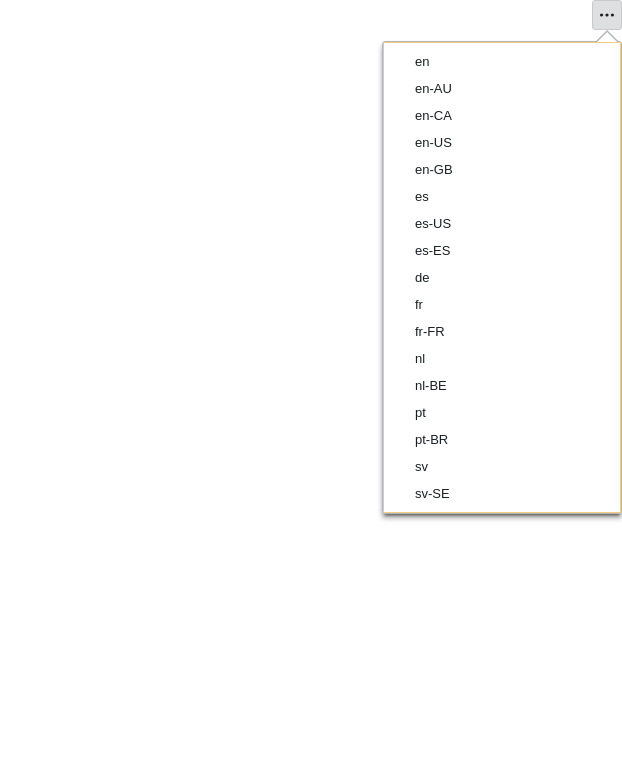 en
en-AU
en-CA
en-US
en-GB
es
es-US
es-ES
de
fr
fr-FR
nl
nl-BE
pt
pt-BR
sv
sv-SE